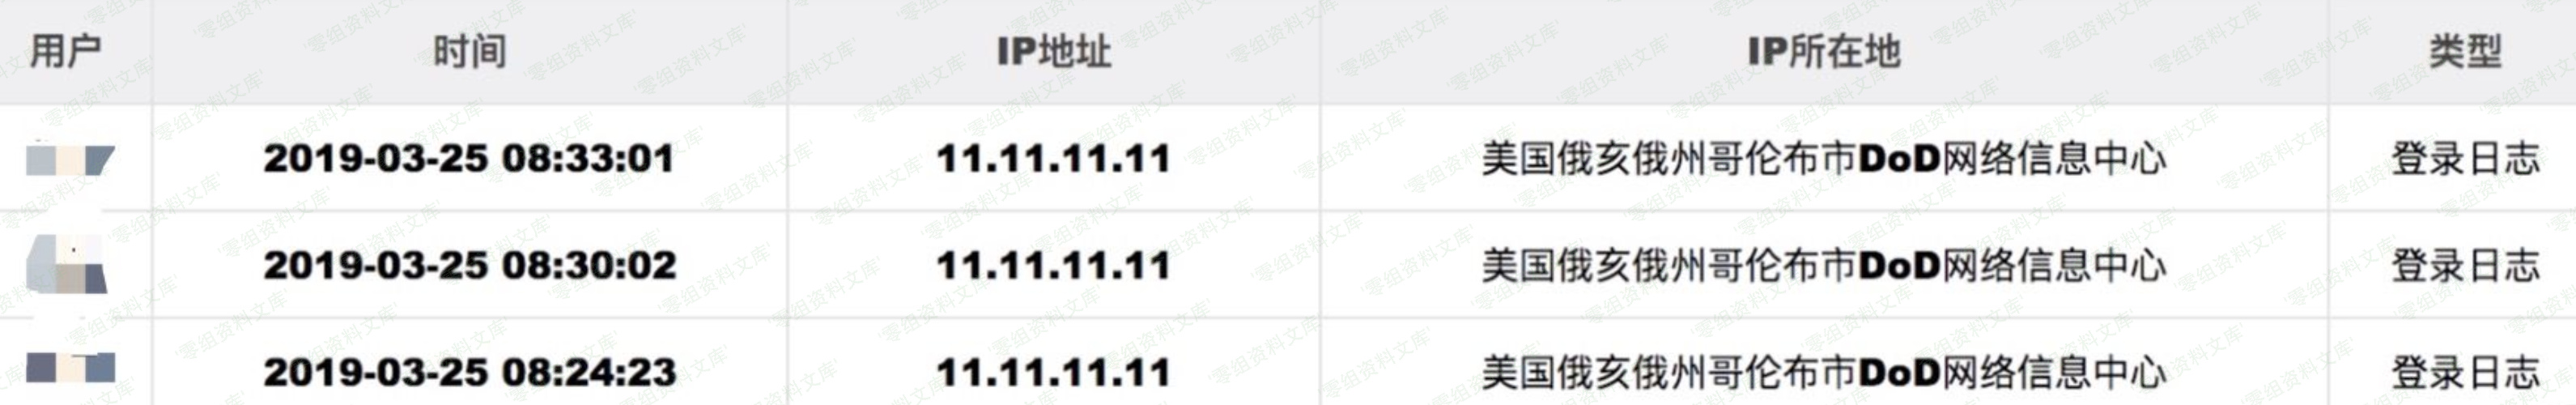 用户 时间 IP地址 IP所在地 类型
2019-03-25 08:33:01 11.11.11.11 美国俄亥俄州哥伦布市DoD网络信息中心 登录日志
2019-03-25 08:30:02 11.11.11.11 美国俄亥俄州哥伦布市DoD网络信息中心 登录日志
2019-03-25 08:24:23 11.11.11.11 美国俄亥俄州哥伦布市DoD网络信息中心 登录日志
零组资料文库